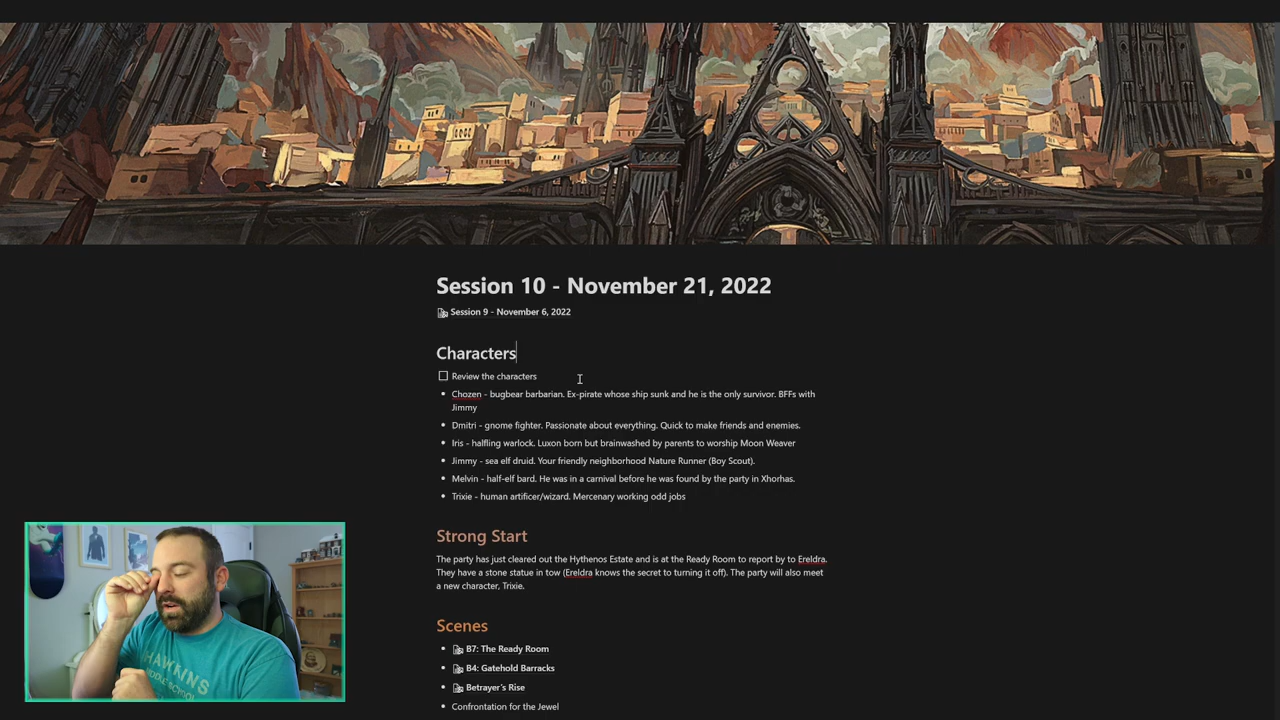 Session 10 - November 21, 2022
Session 9 - November 6, 2022
Characters
Review the characters
Chozen - bugbear barbarian. Ex-pirate whose ship sunk and he is the only survivor. BFFs with
Jimmy
Dmitri - gnome fighter. Passionate about everything. Quick to make friends and enemies.
Iris - halfling warlock. Luxon born but brainwashed by parents to worship Moon Weaver
Jimmy - sea elf druid. Your friendly neighborhood Nature Runner (Boy Scout).
Melvin - half-elf bard. He was in a carnival before he was found by the party in Xhorhas.
Trixie - human artificer/wizard. Mercenary working odd jobs
Strong Start
The party has just cleared out the Hythenos Estate and is at the Ready Room to report by to Ereldra.
They have a stone statue in tow (Ereldra knows the secret to turning it off). The party will also meet
a new character, Trixie.
Scenes
B7: The Ready Room
B4: Gatehold Barracks
Betrayer's Rise
Confrontation for the Jewel
HAWKINS
MIDDLE SCHOOL